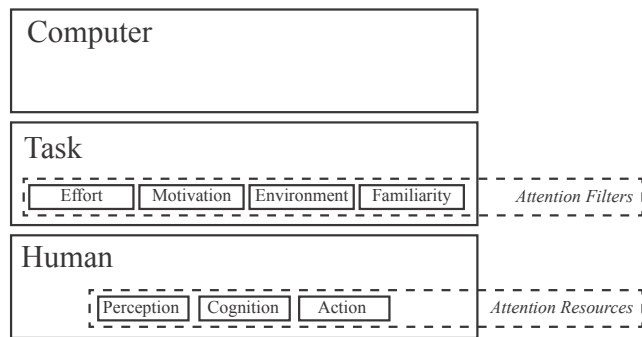 Computer
Task
Effort Motivation Environment Familiarity Attention Filters
Human
Perception Cognition Action Attention Resources